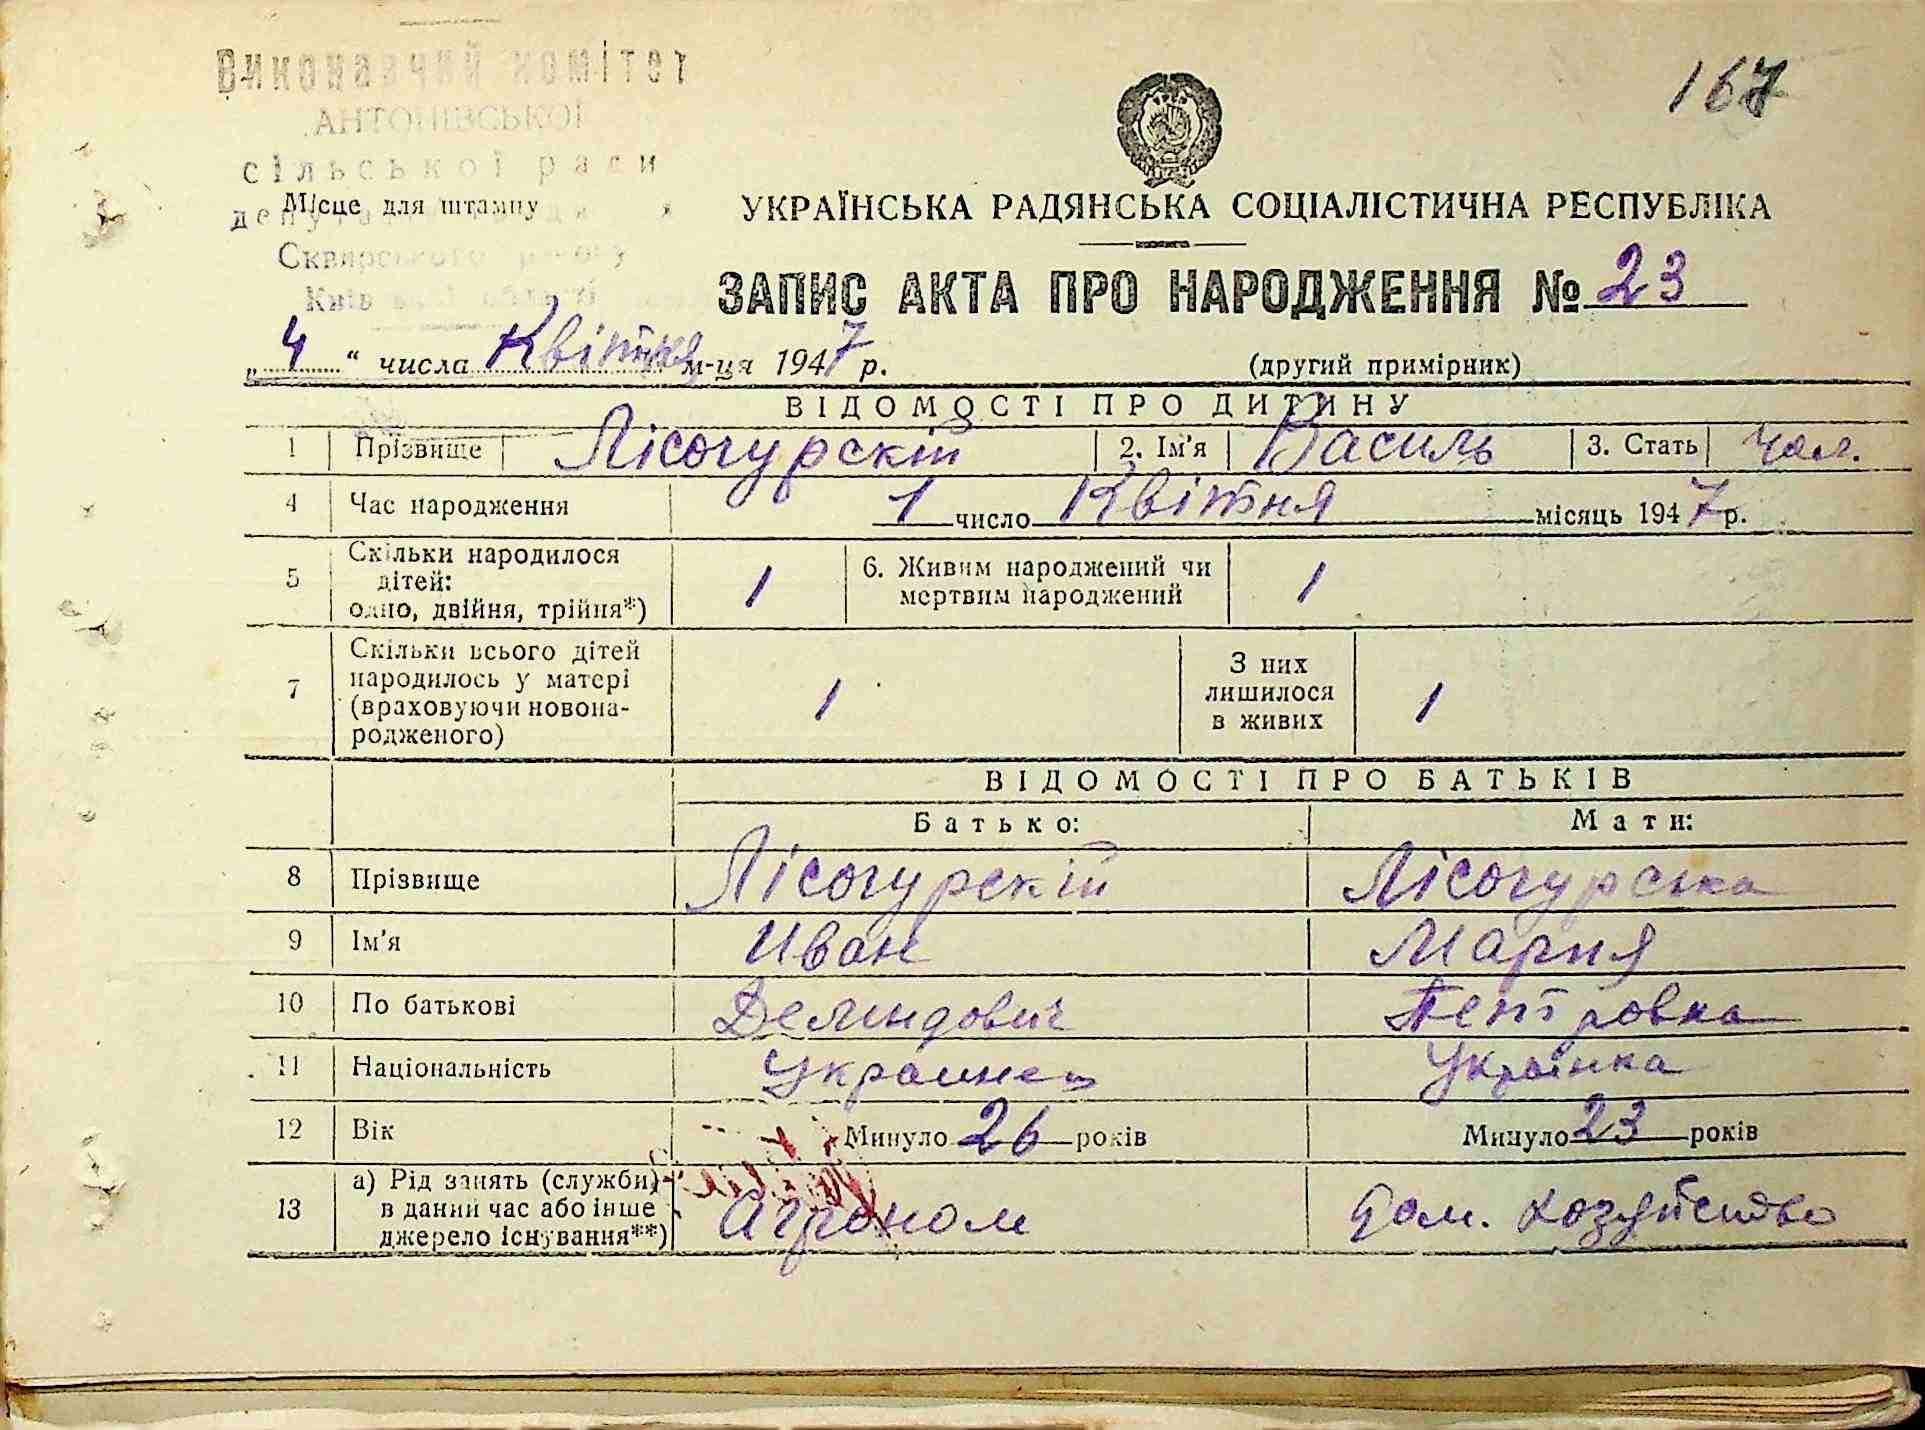 Виконавчий комітет
АНТОНІВСЬКОЇ
сільської ради
Місце для штампу
Сквирського району
Київської області
167
УКРАЇНСЬКА РАДЯНСЬКА СОЦІАЛІСТИЧНА РЕСПУБЛІКА
ЗАПИС АКТА ПРО НАРОДЖЕННЯ № 23
„4“ числа Квітня м-ця 1947 р. (другий примірник)
ВІДОМОСТІ ПРО ДИТИНУ
1 Прізвище Лісогурскій 2. Ім'я Василь 3. Стать Чол.
4 Час народження 1 число Квітня місяць 1947 р.
5 Скільки народилося дітей: одно, двійня, трійня*) 1 6. Живим народжений чи мертвим народжений 1
7 Скільки всього дітей народилось у матері (враховуючи новона-родженого) 1 З них лишилося в живих 1
ВІДОМОСТІ ПРО БАТЬКІВ
Батько: Мати:
8 Прізвище Лісогурскій Лісогурська
9 Ім'я Иван Мария
10 По батькові Пентровна
11 Національність Украинец Українка
12 Вік Минуло 26 років Минуло 23 років
13 а) Рід занять (служби) в даний час або інше джерело існування**) Агроном Дом. хозяйство